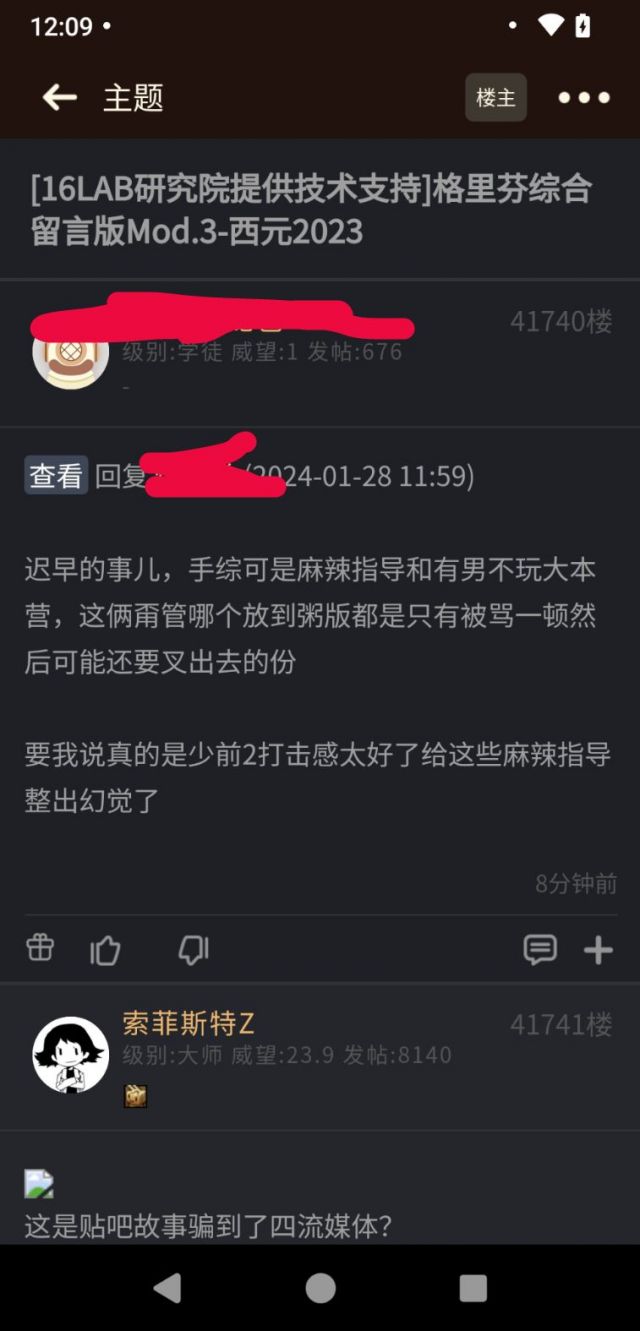 12:09
主题
楼主
[16LAB研究院提供技术支持]格里芬综合
留言版Mod.3-西元2023
41740楼
级别:学徒 威望:1 发帖:676
-
查看 回复 2024-01-28 11:59)
迟早的事儿，手综可是麻辣指导和有男不玩大本
营，这俩甭管哪个放到粥版都是只有被骂一顿然
后可能还要叉出去的份
要我说真的是少前2打击感太好了给这些麻辣指导
整出幻觉了
8分钟前
索菲斯特Z
41741楼
级别:大师 威望:23.9 发帖:8140
这是贴吧故事骗到了四流媒体?